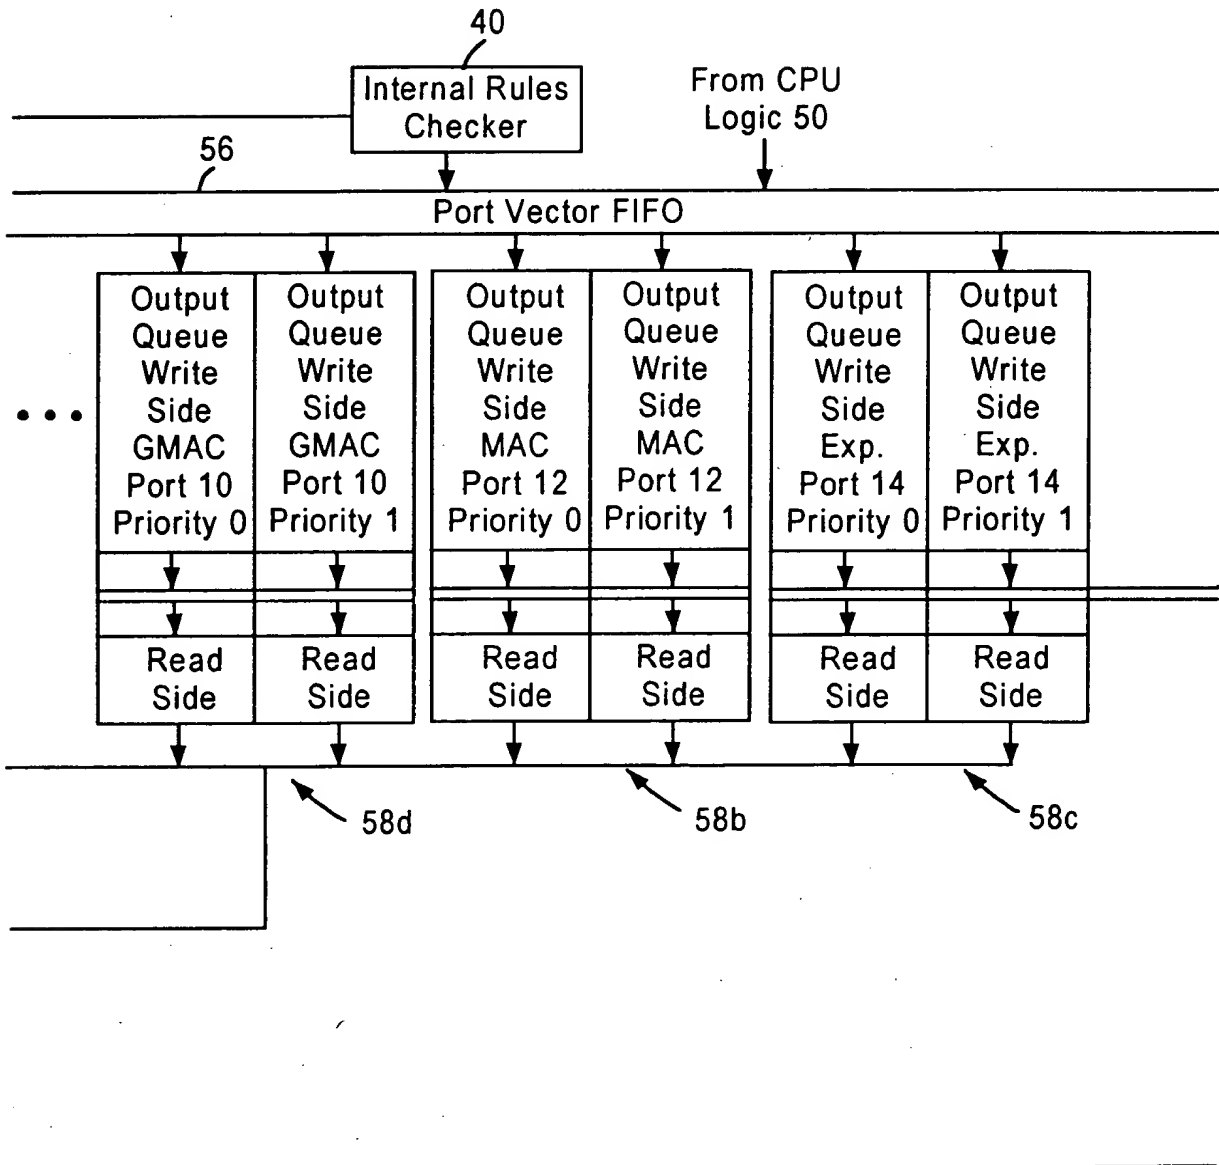 40
Internal Rules
Checker
From CPU
Logic 50
56
Port Vector FIFO
Output
Queue
Write
Side
GMAC
Port 10
Priority 0
Output
Queue
Write
Side
GMAC
Port 10
Priority 1
Output
Queue
Write
Side
MAC
Port 12
Priority 0
Output
Queue
Write
Side
MAC
Port 12
Priority 1
Output
Queue
Write
Side
Exp.
Port 14
Priority 0
Output
Queue
Write
Side
Exp.
Port 14
Priority 1
Read
Side
Read
Side
Read
Side
Read
Side
Read
Side
Read
Side
58d
58b
58c